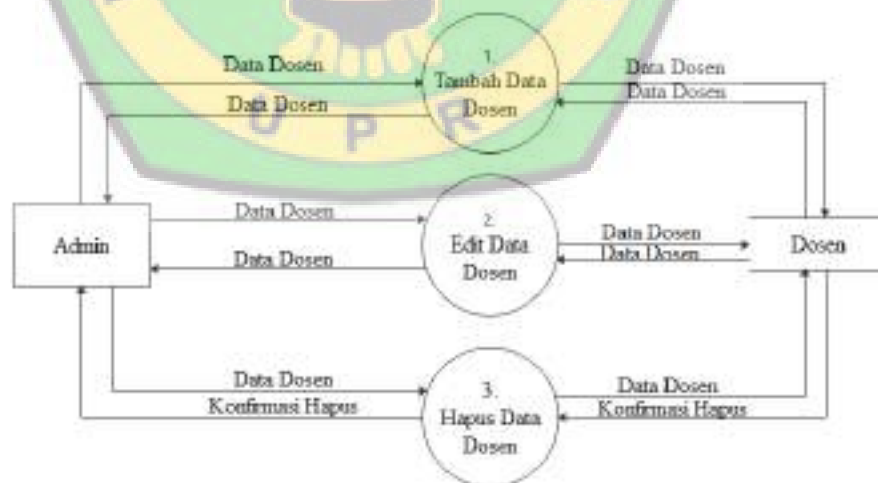 1.
Data Dosen
Tambah Data
Data Dosen
Data Dosen
Dosen
Data Dosen
U P R
2.
Data Dosen
Admin
Edit Data
Data Dosen
Dosen
Data Dosen
Dosen
Data Dosen
3.
Data Dosen
Hapus Data
Data Dosen
Konfirmasi Hapus
Dosen
Konfirmasi Hapus